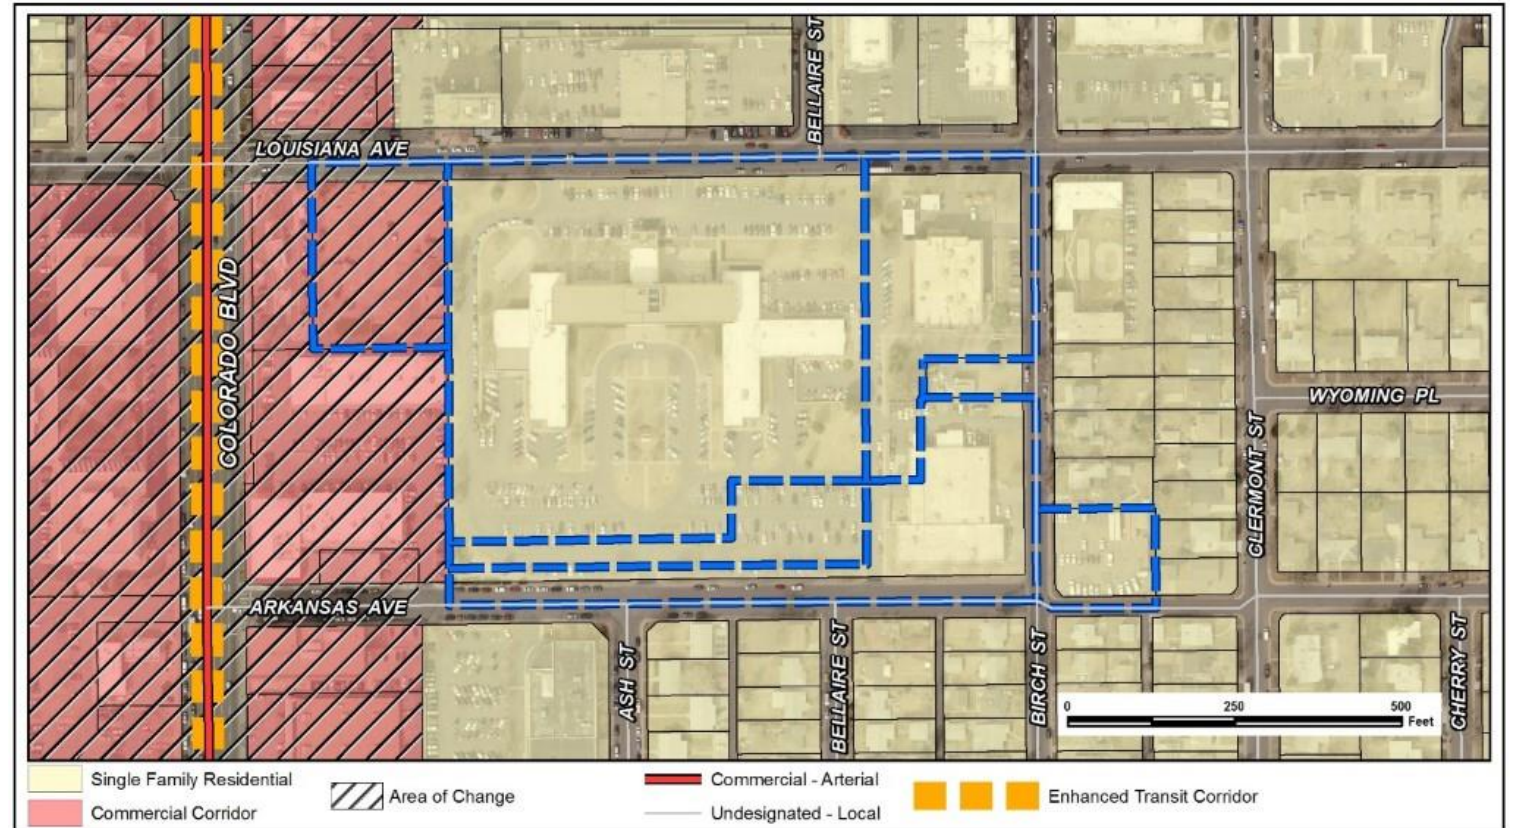 BELLAIRE ST
LOUISIANA AVE
COLORADO BLVD
WYOMING PL
CLERMONT ST
ARKANSAS AVE
ASH ST
BELLAIRE ST
BIRCH ST
CHERRY ST
0 250 500
Feet
Single Family Residential
Commercial Corridor
Area of Change
Commercial - Arterial
Undesignated - Local
Enhanced Transit Corridor